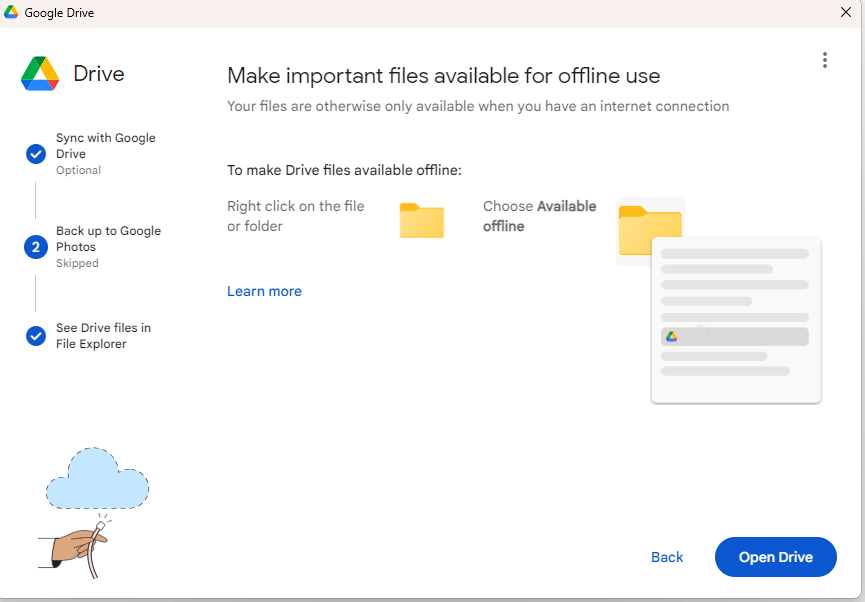 Google Drive
Drive
Sync with Google
Drive
Optional
2
Back up to Google
Photos
Skipped
See Drive files in
File Explorer
Make important files available for offline use
Your files are otherwise only available when you have an internet connection
To make Drive files available offline:
Right click on the file
or folder
Choose Available
offline
Learn more
Back
Open Drive